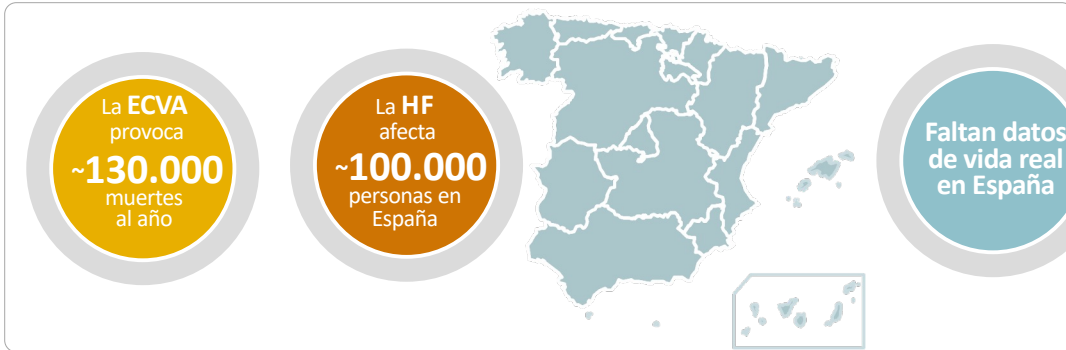 La ECVA
provoca
~130.000
muertes
al año
La HF
afecta
~100.000
personas en
España
Faltan datos
de vida real
en España